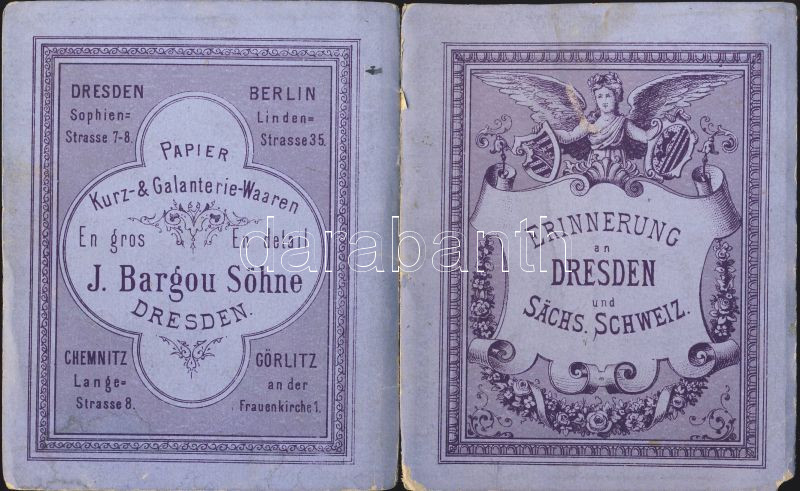 DRESDEN
Sophien=
Strasse 7-8.
BERLIN
Linden=
Strasse 35.
PAPIER
Kurz-& Galanterie-Waaren
En gros En detail
J. Bargou Söhne
DRESDEN.
CHEMNITZ
Lange=
Strasse 8.
GÖRLITZ
an der
Frauenkirche 1.
ERINNERUNG
an
DRESDEN
und
SÄCHS. SCHWEIZ.
darabanth